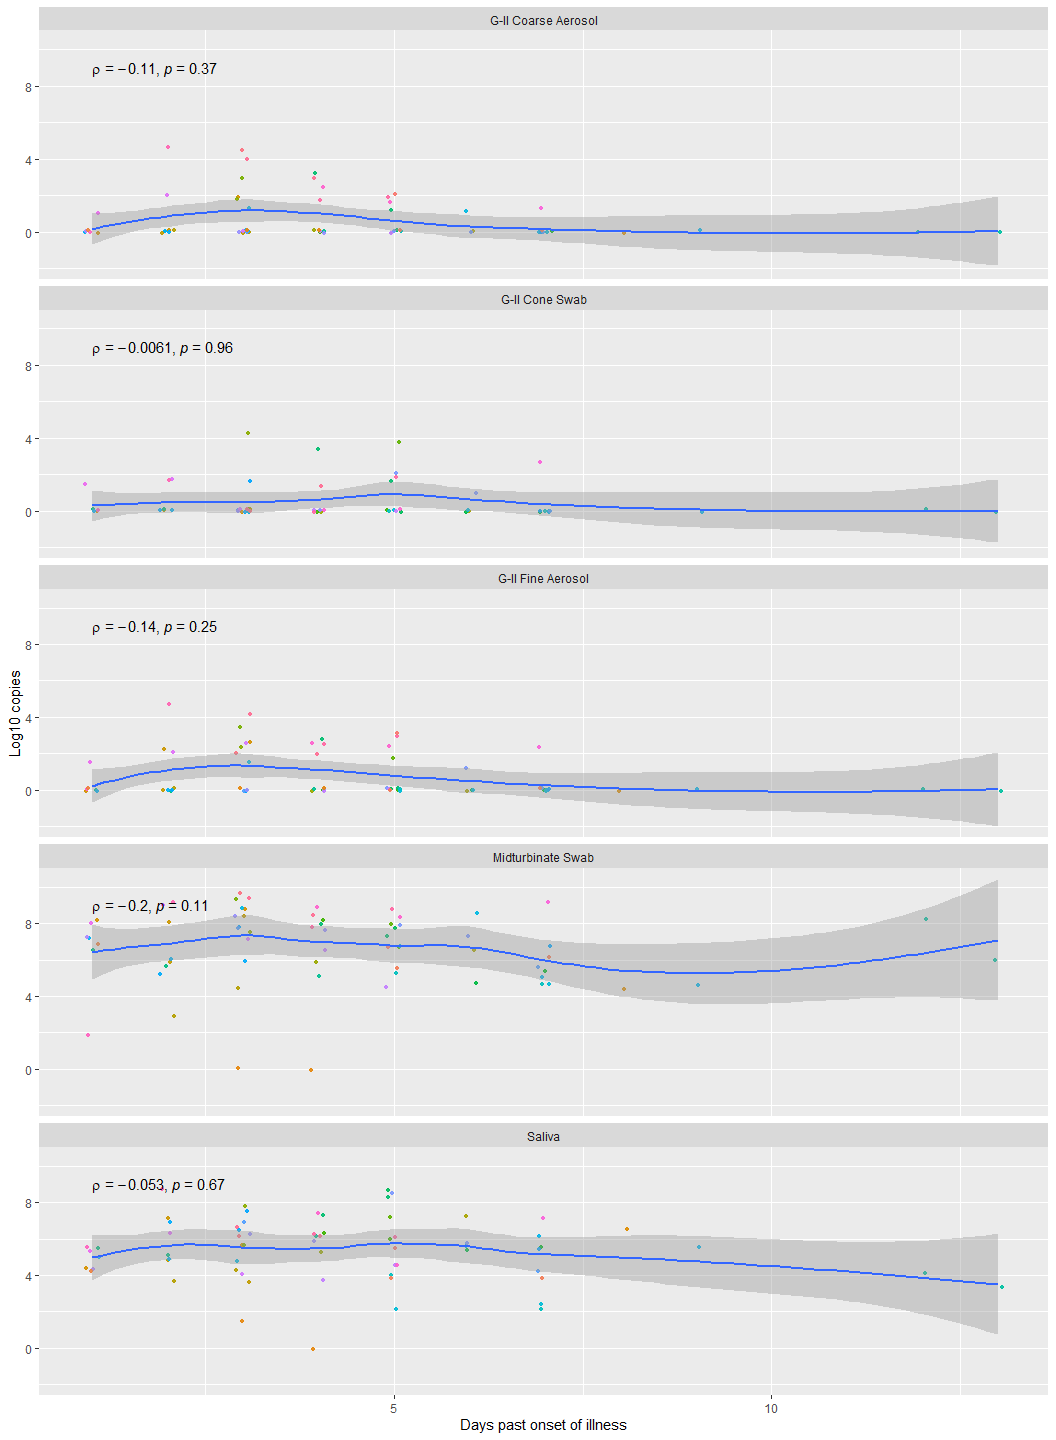 G-II Coarse Aerosol
ρ = −0.11, p = 0.37
8
4
0
G-II Cone Swab
ρ = −0.0061, p = 0.96
8
4
0
G-II Fine Aerosol
ρ = −0.14, p = 0.25
8
4
0
Log10 copies
Midturbinate Swab
ρ = −0.2, p = 0.11
8
4
0
Saliva
ρ = −0.053, p = 0.67
8
4
0
5 10
Days past onset of illness